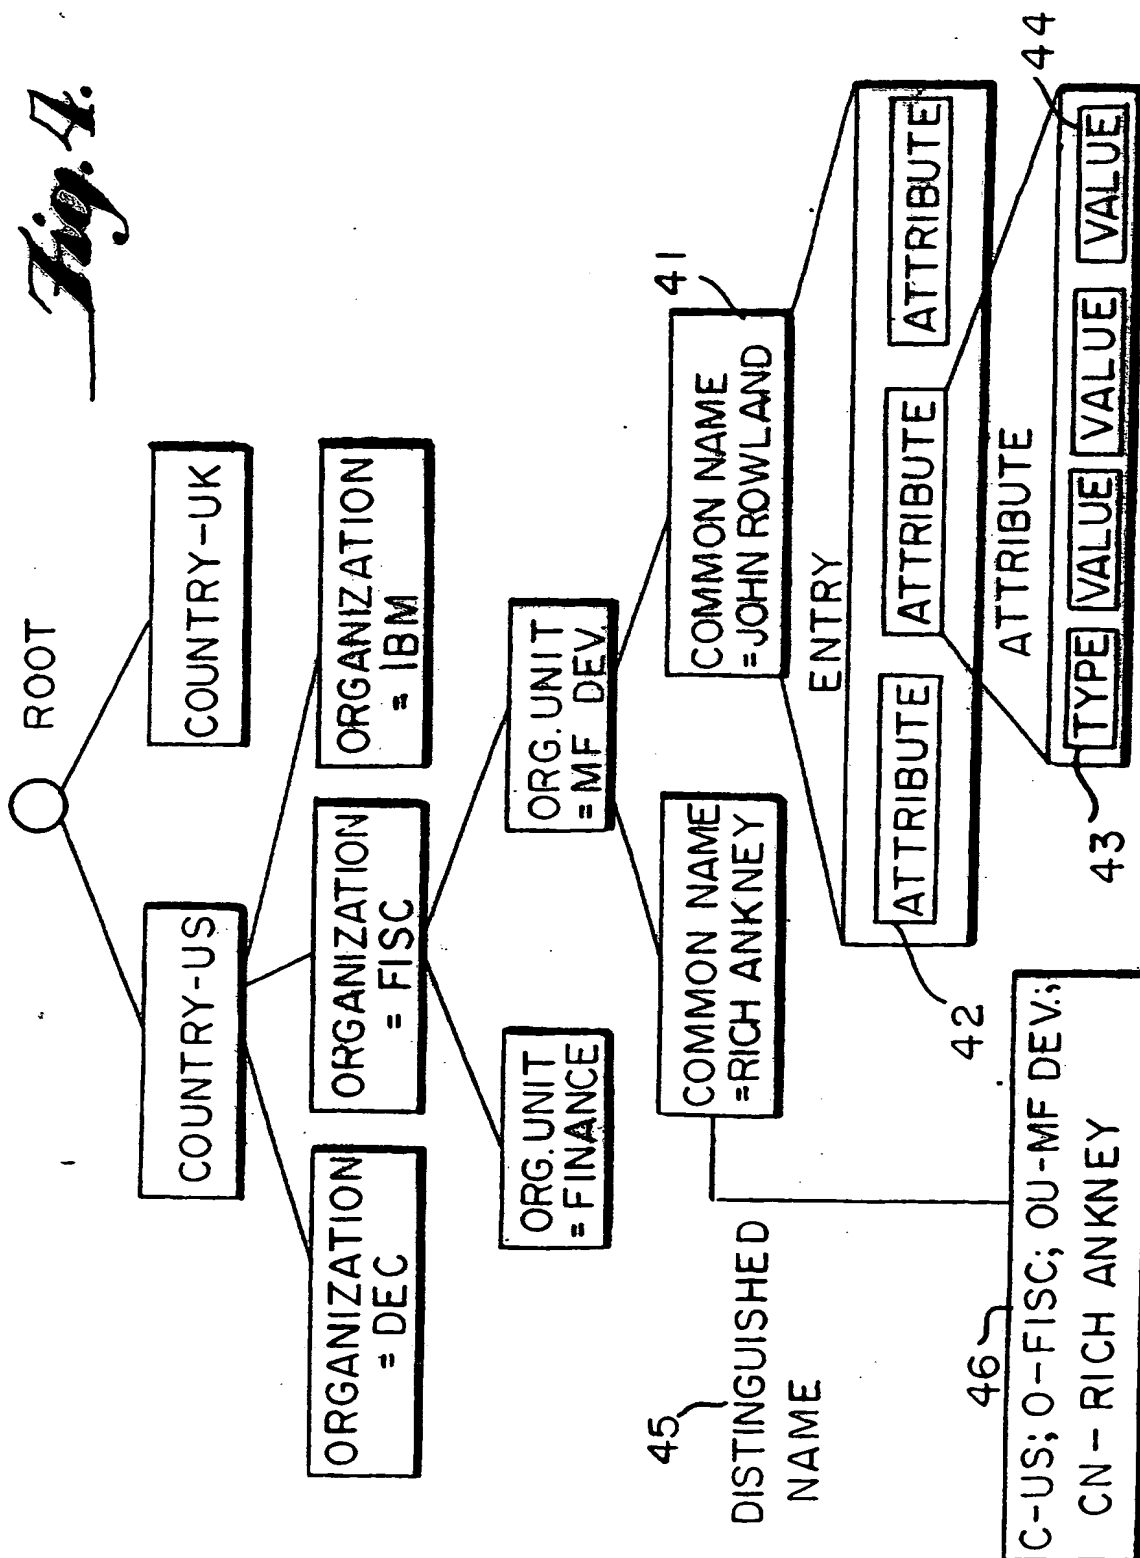 Fig. 4.
ROOT
COUNTRY-US
COUNTRY-UK
ORGANIZATION
= DEC
ORGANIZATION
= FISC
ORGANIZATION
= IBM
ORG. UNIT
= FINANCE
ORG. UNIT
= MF DEV.
COMMON NAME
=RICH ANKNEY
COMMON NAME
=JOHN ROWLAND
41
45
DISTINGUISHED
NAME
ENTRY
ATTRIBUTE
ATTRIBUTE
ATTRIBUTE
42
ATTRIBUTE
44
TYPE
VALUE
VALUE
VALUE
43
46
C-US; O-FISC; OU-MF DEV.;
CN - RICH ANKNEY